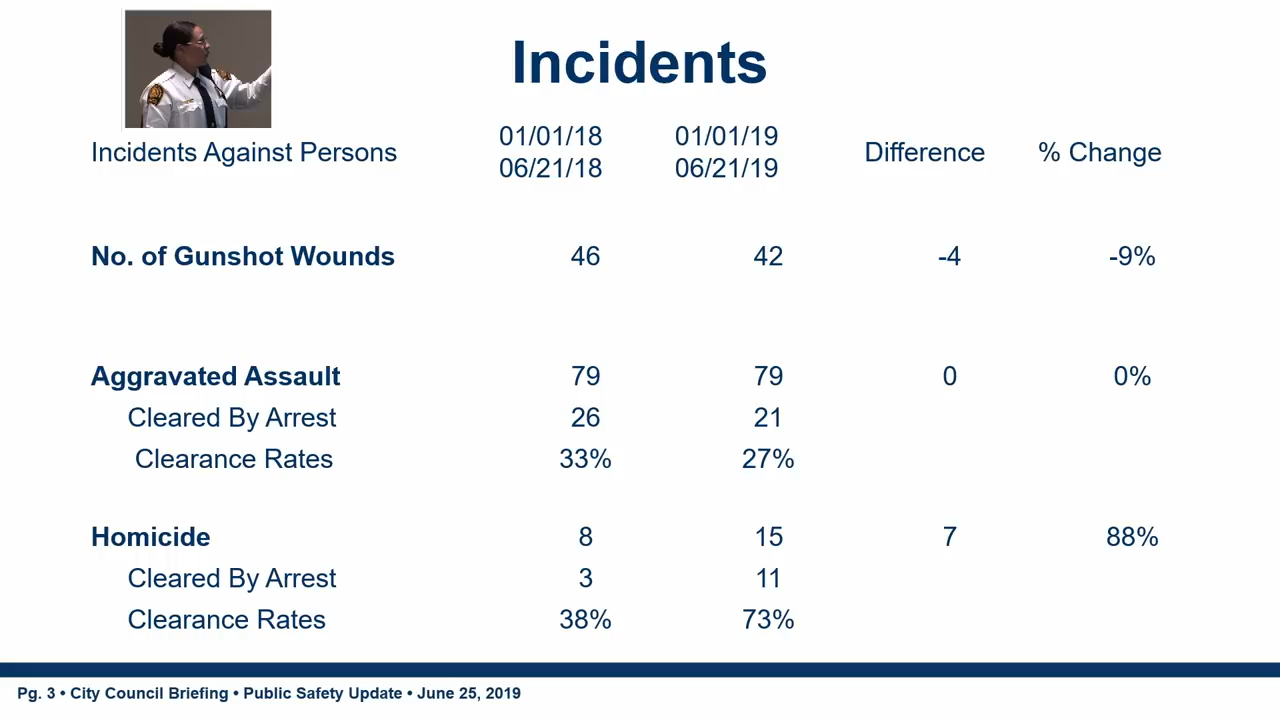 Incidents
Incidents Against Persons 01/01/18 06/21/18 01/01/19 06/21/19 Difference % Change
No. of Gunshot Wounds 46 42 -4 -9%
Aggravated Assault 79 79 0 0%
Cleared By Arrest 26 21
Clearance Rates 33% 27%
Homicide 8 15 7 88%
Cleared By Arrest 3 11
Clearance Rates 38% 73%
Pg. 3 • City Council Briefing • Public Safety Update • June 25, 2019